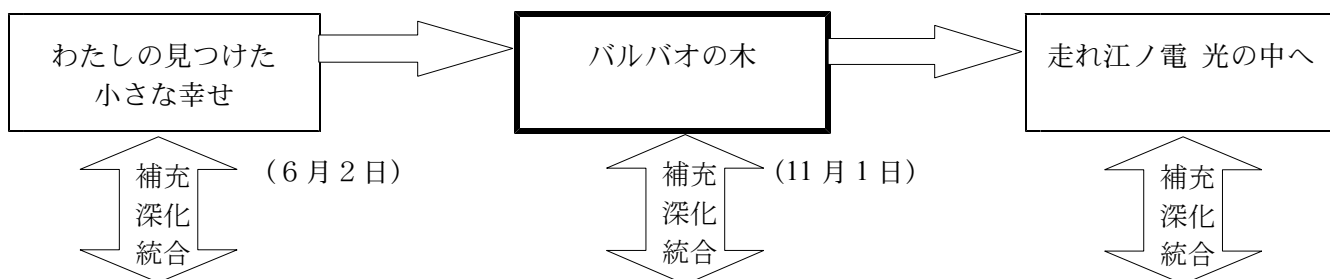 わたしの見つけた
小さな幸せ
バルバオの木
走れ江ノ電 光の中へ
補充
深化
統合
(6月2日)
補充
深化
統合
(11月1日)
補充
深化
統合